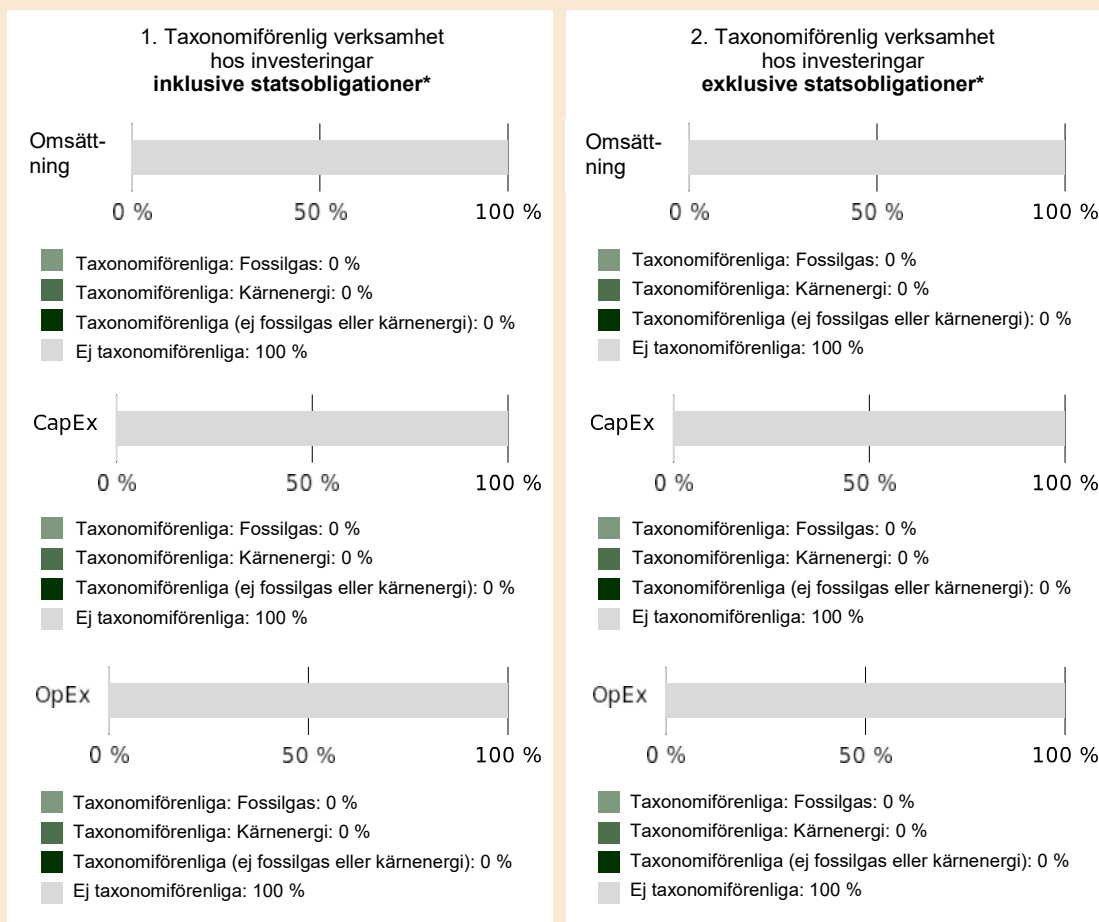 1. Taxonomiförenlig verksamhet
hos investeringar
inklusive statsobligationer*
Omsätt-
ning
0 % 50 % 100 %
Taxonomiförenliga: Fossilgas: 0 %
Taxonomiförenliga: Kärnenergi: 0 %
Taxonomiförenliga (ej fossilgas eller kärnenergi): 0 %
Ej taxonomiförenliga: 100 %
CapEx
0 % 50 % 100 %
Taxonomiförenliga: Fossilgas: 0 %
Taxonomiförenliga: Kärnenergi: 0 %
Taxonomiförenliga (ej fossilgas eller kärnenergi): 0 %
Ej taxonomiförenliga: 100 %
OpEx
0 % 50 % 100 %
Taxonomiförenliga: Fossilgas: 0 %
Taxonomiförenliga: Kärnenergi: 0 %
Taxonomiförenliga (ej fossilgas eller kärnenergi): 0 %
Ej taxonomiförenliga: 100 %
2. Taxonomiförenlig verksamhet
hos investeringar
exklusive statsobligationer*
Omsätt-
ning
0 % 50 % 100 %
Taxonomiförenliga: Fossilgas: 0 %
Taxonomiförenliga: Kärnenergi: 0 %
Taxonomiförenliga (ej fossilgas eller kärnenergi): 0 %
Ej taxonomiförenliga: 100 %
CapEx
0 % 50 % 100 %
Taxonomiförenliga: Fossilgas: 0 %
Taxonomiförenliga: Kärnenergi: 0 %
Taxonomiförenliga (ej fossilgas eller kärnenergi): 0 %
Ej taxonomiförenliga: 100 %
OpEx
0 % 50 % 100 %
Taxonomiförenliga: Fossilgas: 0 %
Taxonomiförenliga: Kärnenergi: 0 %
Taxonomiförenliga (ej fossilgas eller kärnenergi): 0 %
Ej taxonomiförenliga: 100 %